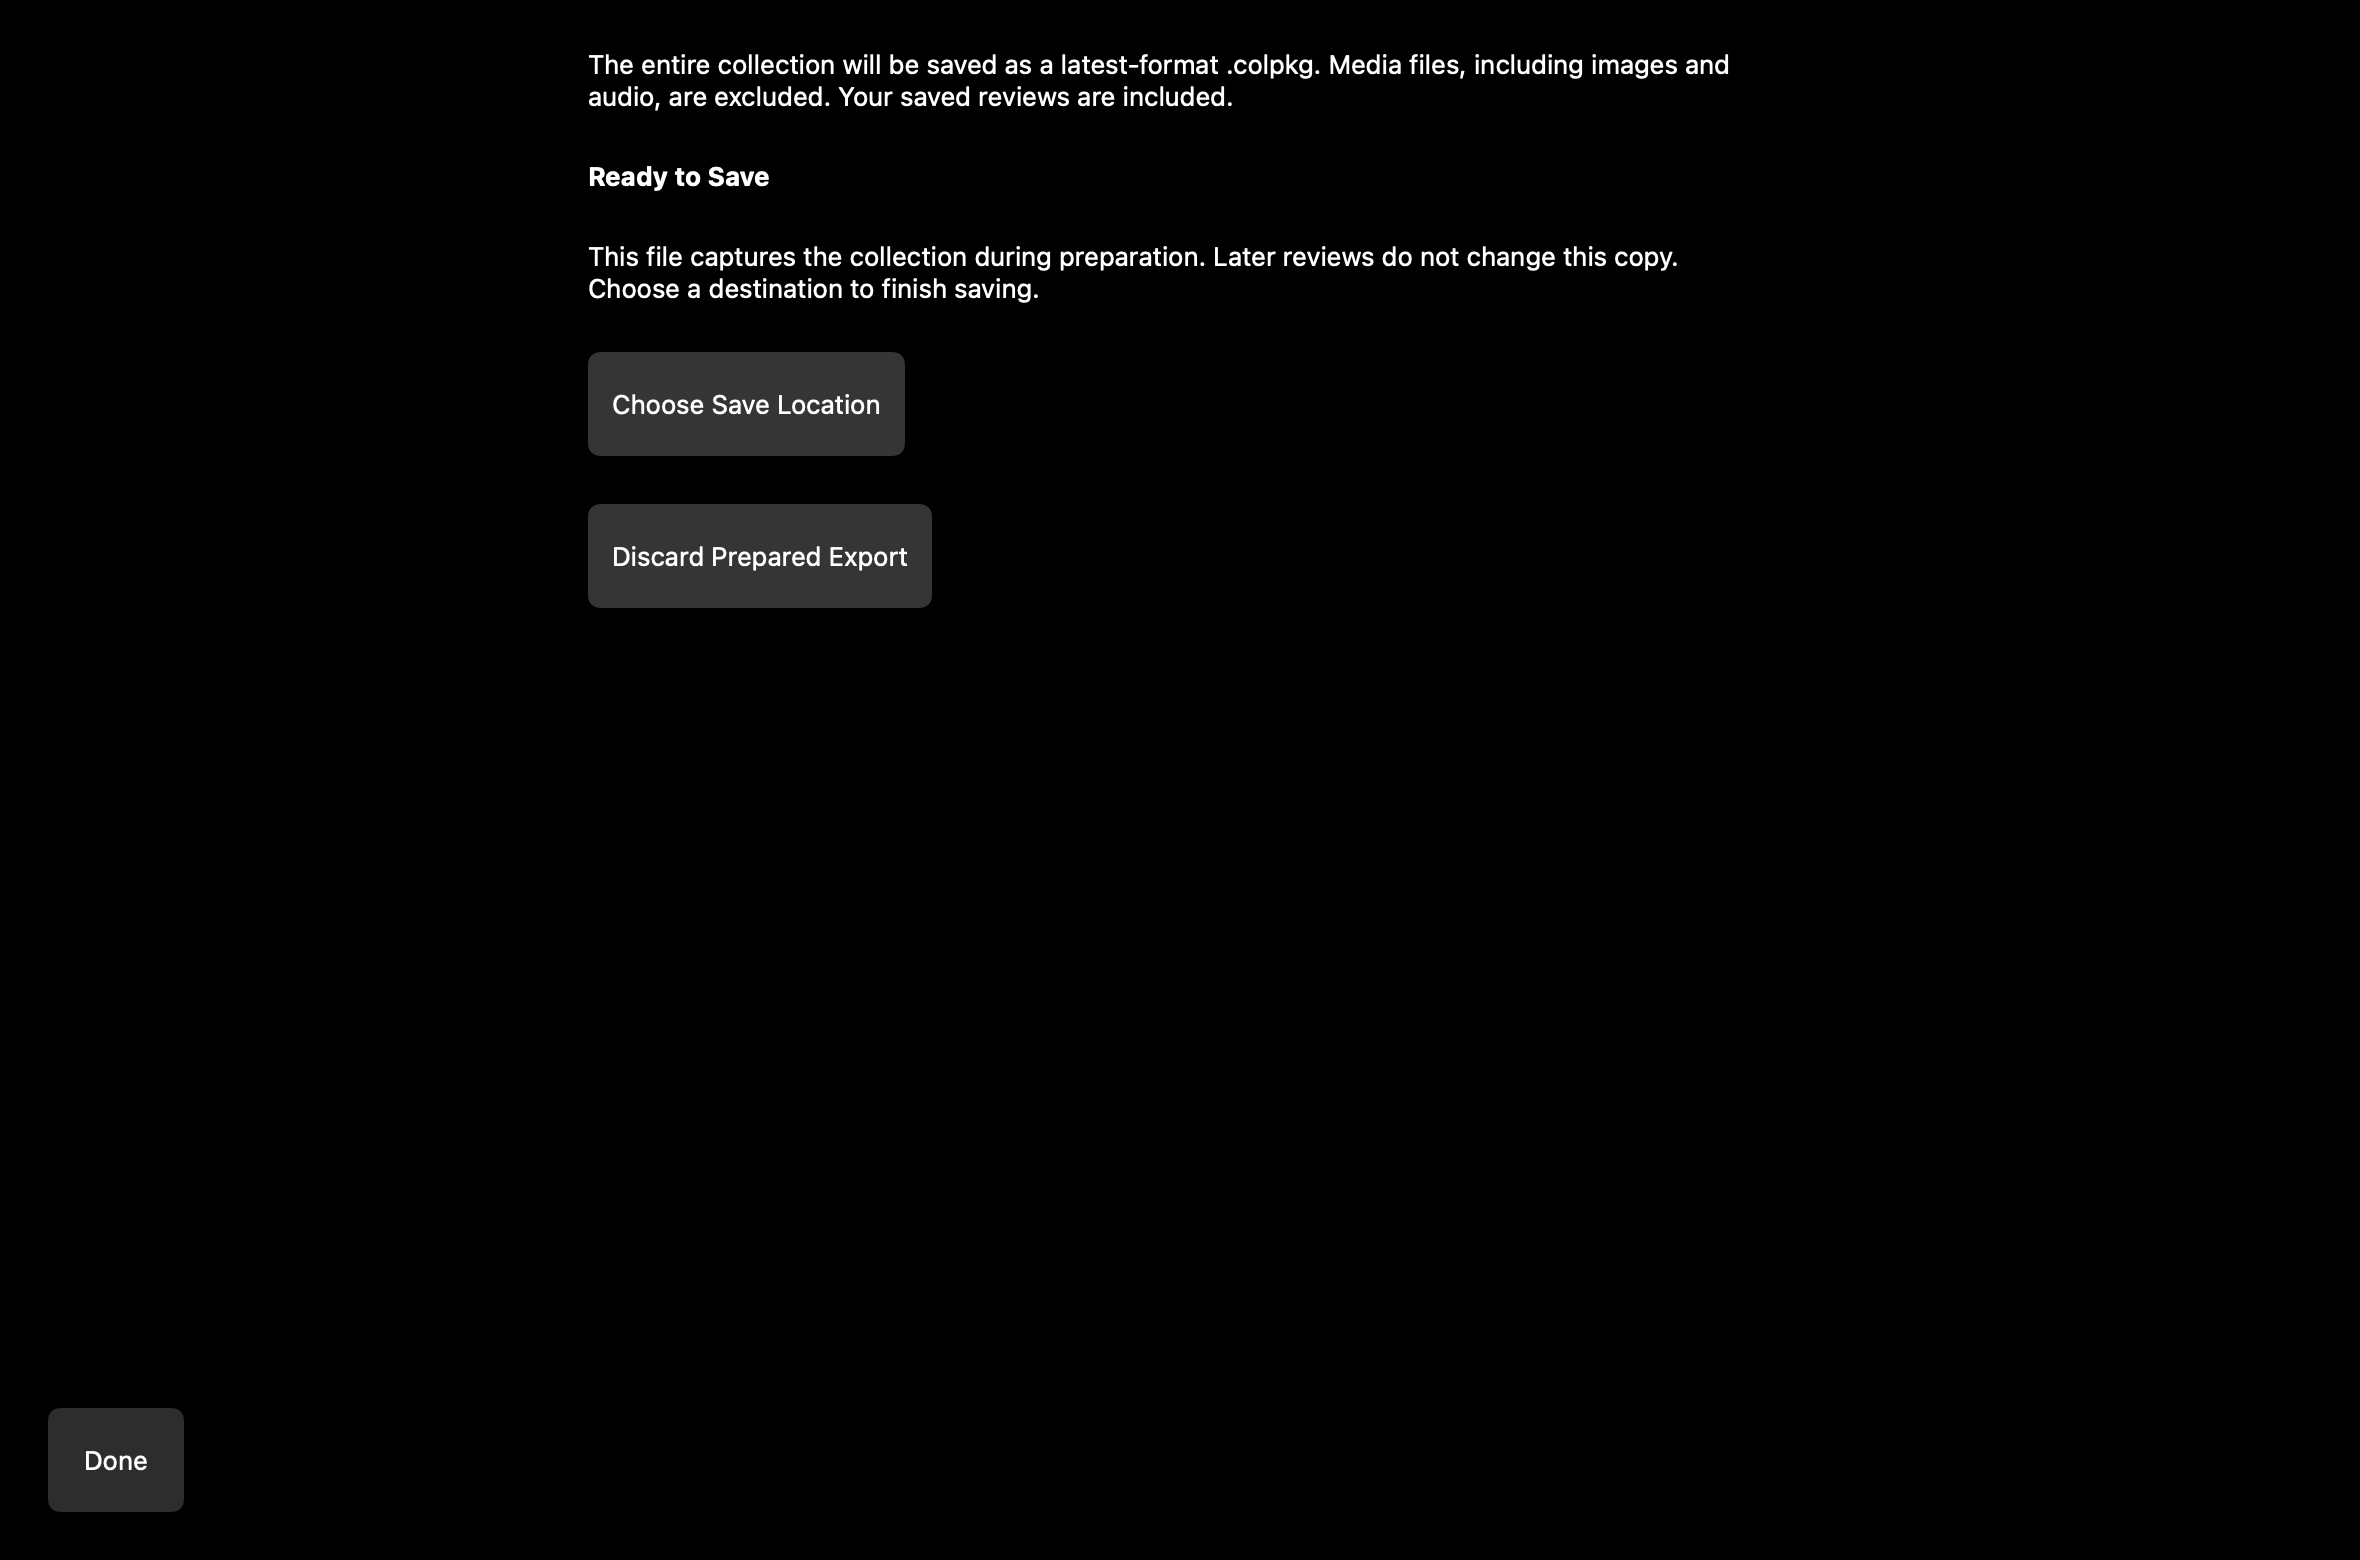 The entire collection will be saved as a latest-format .colpkg. Media files, including images and
audio, are excluded. Your saved reviews are included.
Ready to Save
This file captures the collection during preparation. Later reviews do not change this copy.
Choose a destination to finish saving.
Choose Save Location
Discard Prepared Export
Done